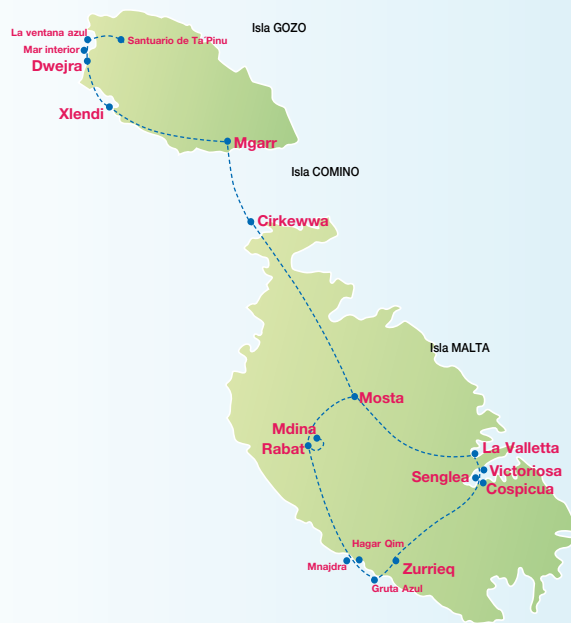 Isla GOZO
La ventana azul
Santuario de Ta´Pinu
Mar interior
Dwejra
Xlendi
Mgarr
Isla COMINO
Cirkewwa
Isla MALTA
Mosta
Mdina
Rabat
La Valletta
Victoriosa
Senglea
Cospicua
Hagar Qim
Mnajdra
Zurrieq
Gruta Azul